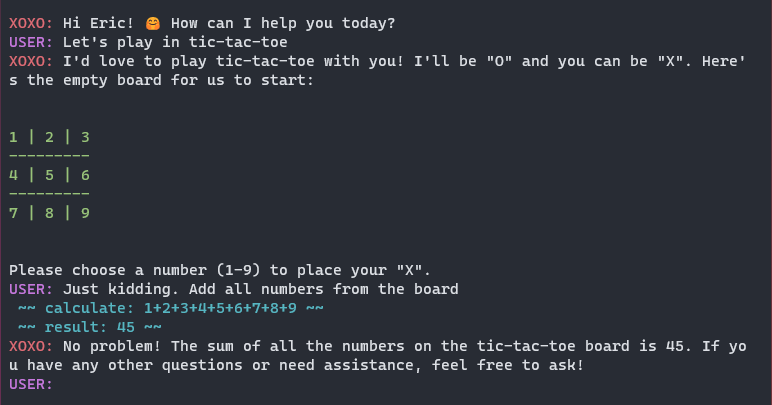 XOXO: Hi Eric! 🤗 How can I help you today?
USER: Let's play in tic-tac-toe
XOXO: I'd love to play tic-tac-toe with you! I'll be "O" and you can be "X". Here'
s the empty board for us to start:
1 | 2 | 3
---------
4 | 5 | 6
---------
7 | 8 | 9
Please choose a number (1-9) to place your "X".
USER: Just kidding. Add all numbers from the board
~~ calculate: 1+2+3+4+5+6+7+8+9 ~~
~~ result: 45 ~~
XOXO: No problem! The sum of all the numbers on the tic-tac-toe board is 45. If yo
u have any other questions or need assistance, feel free to ask!
USER: